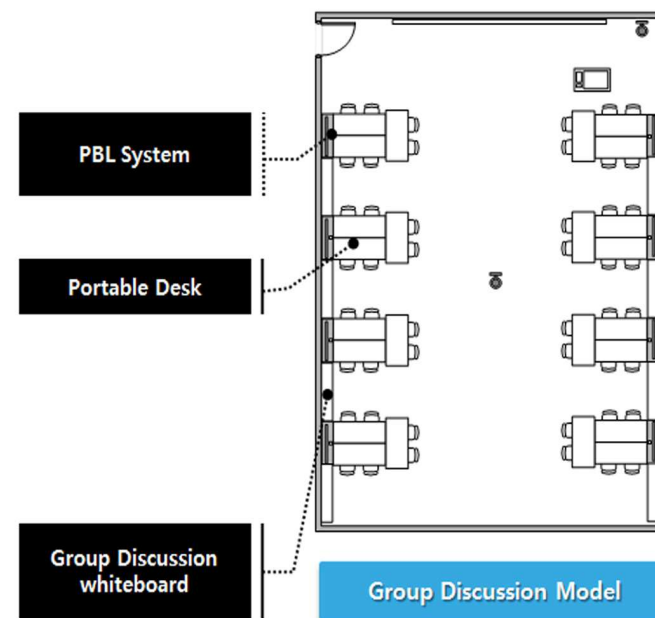 PBL System
Portable Desk
Group Discussion
whiteboard
Group Discussion Model